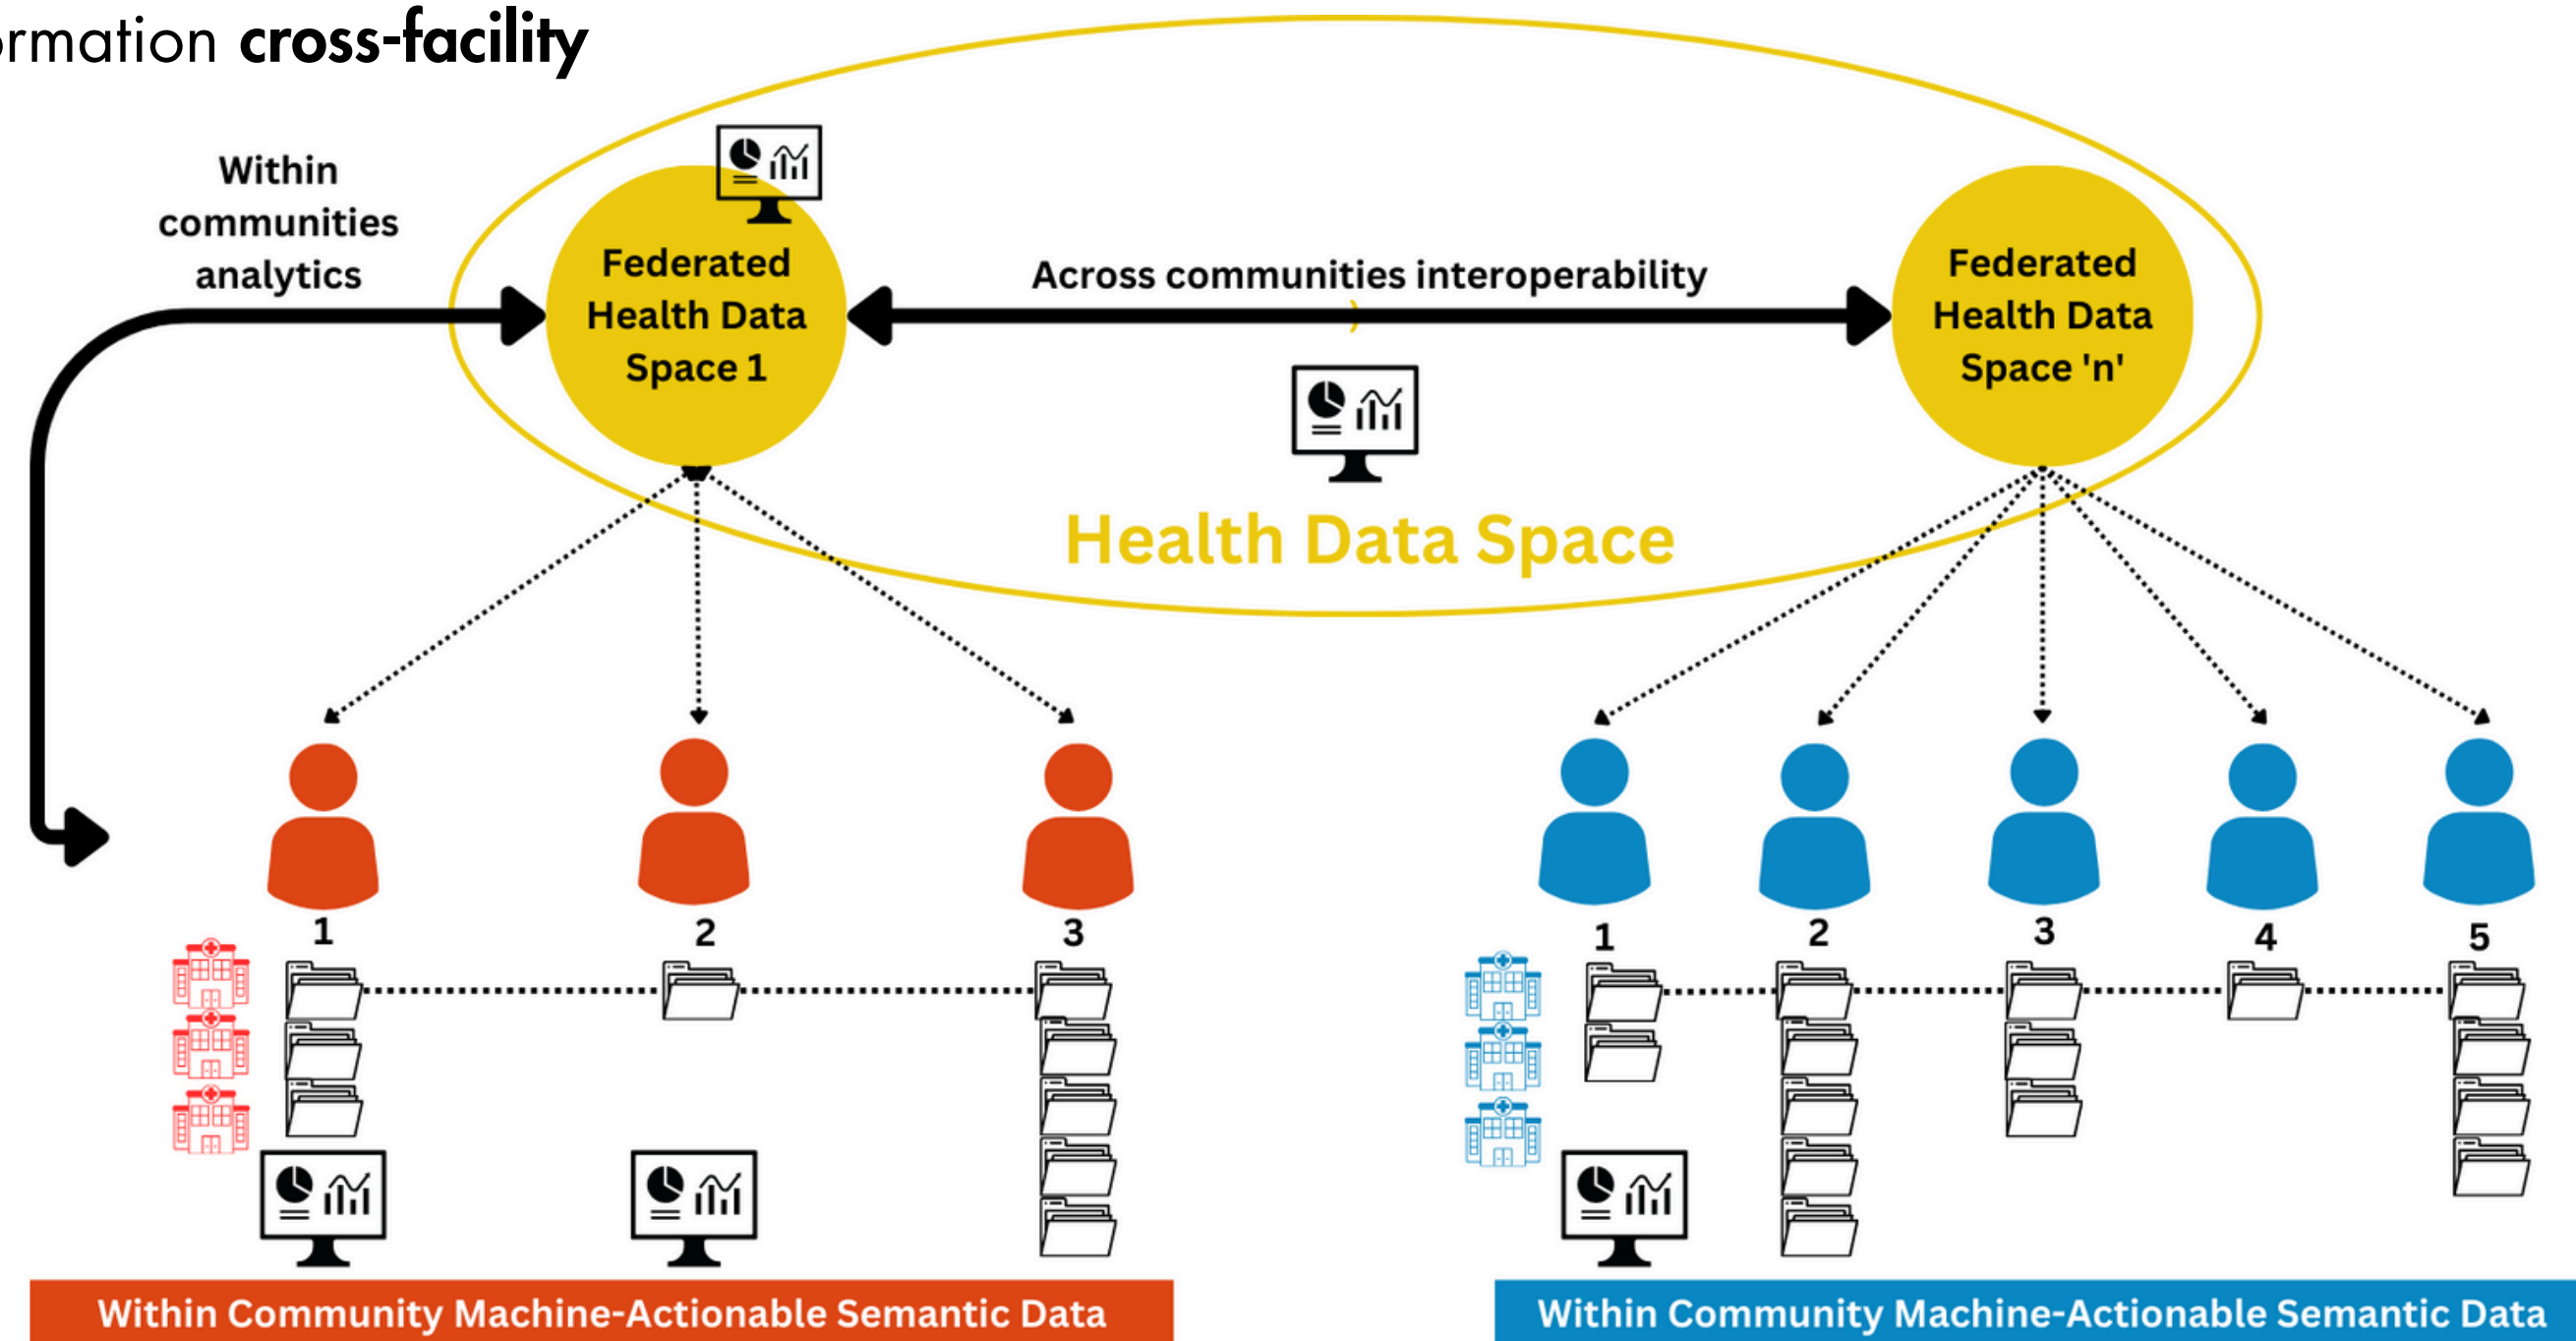 cross-facility
Within
communities
analytics
Federated
Health Data
Space 1
Across communities interoperability
Federated
Health Data
Space 'n'
Health Data Space
1
2
3
1
2
3
4
5
Within Community Machine-Actionable Semantic Data
Within Community Machine-Actionable Semantic Data